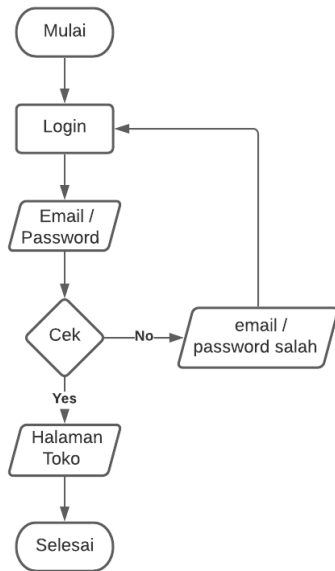 Mulai
Login
Email /
Password
Cek
No
email /
password salah
Yes
Halaman
Toko
Selesai